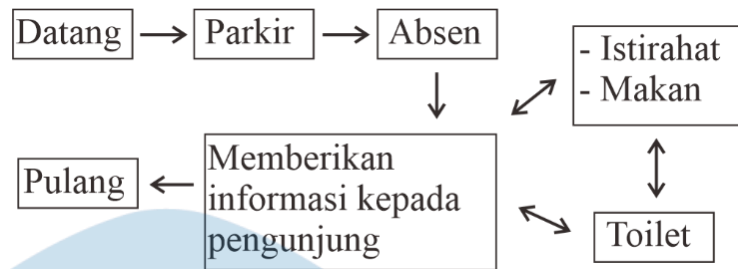 Datang
Parkir
Absen
- Istirahat
- Makan
Memberikan
informasi kepada
pengunjung
Pulang
Toilet